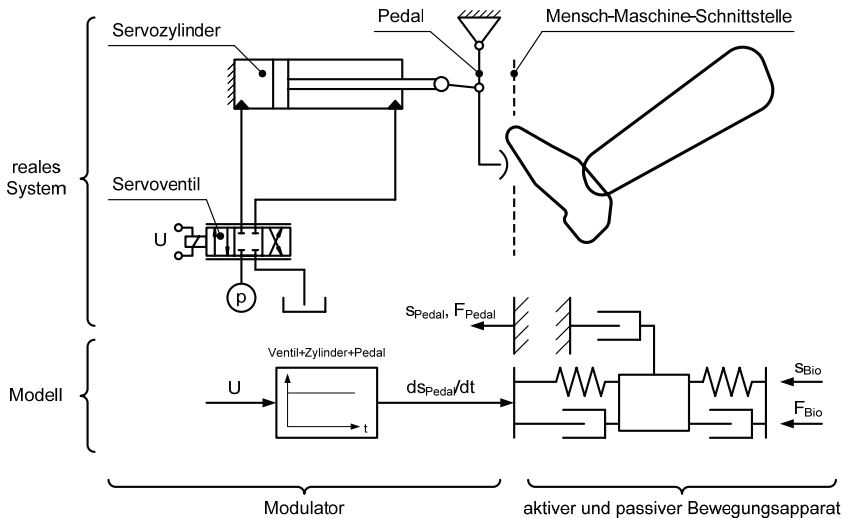 Servozylinder
Pedal
Mensch-Maschine-Schnittstelle
reales
System
Servoventil
U
p
sPedal, FPedal
Ventil+Zylinder+Pedal
Modell
U
t
dsPedal/dt
sBio
FBio
Modulator
aktiver und passiver Bewegungsapparat